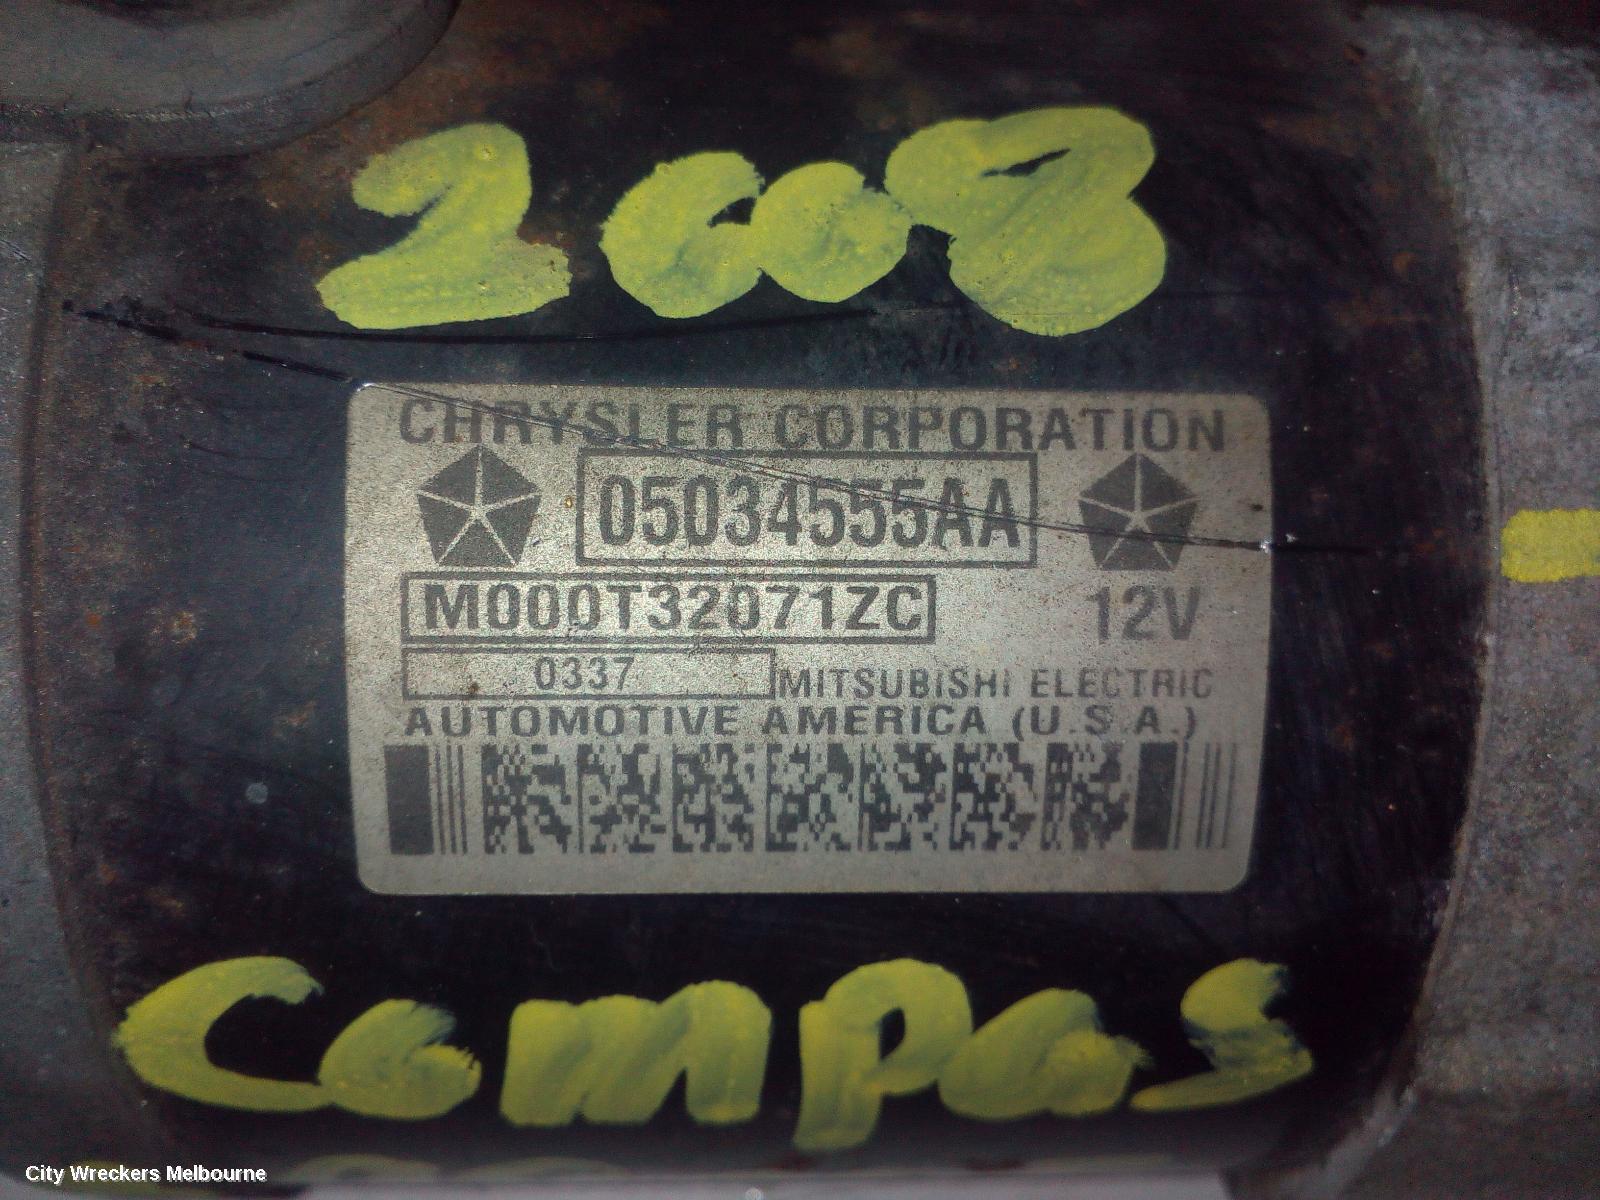 2008
CHRYSLER CORPORATION
05034555AA
M000T32071ZC 12V
0337 MITSUBISHI ELECTRIC
AUTOMOTIVE AMERICA (U.S.A.)
Compas
City Wreckers Melbourne